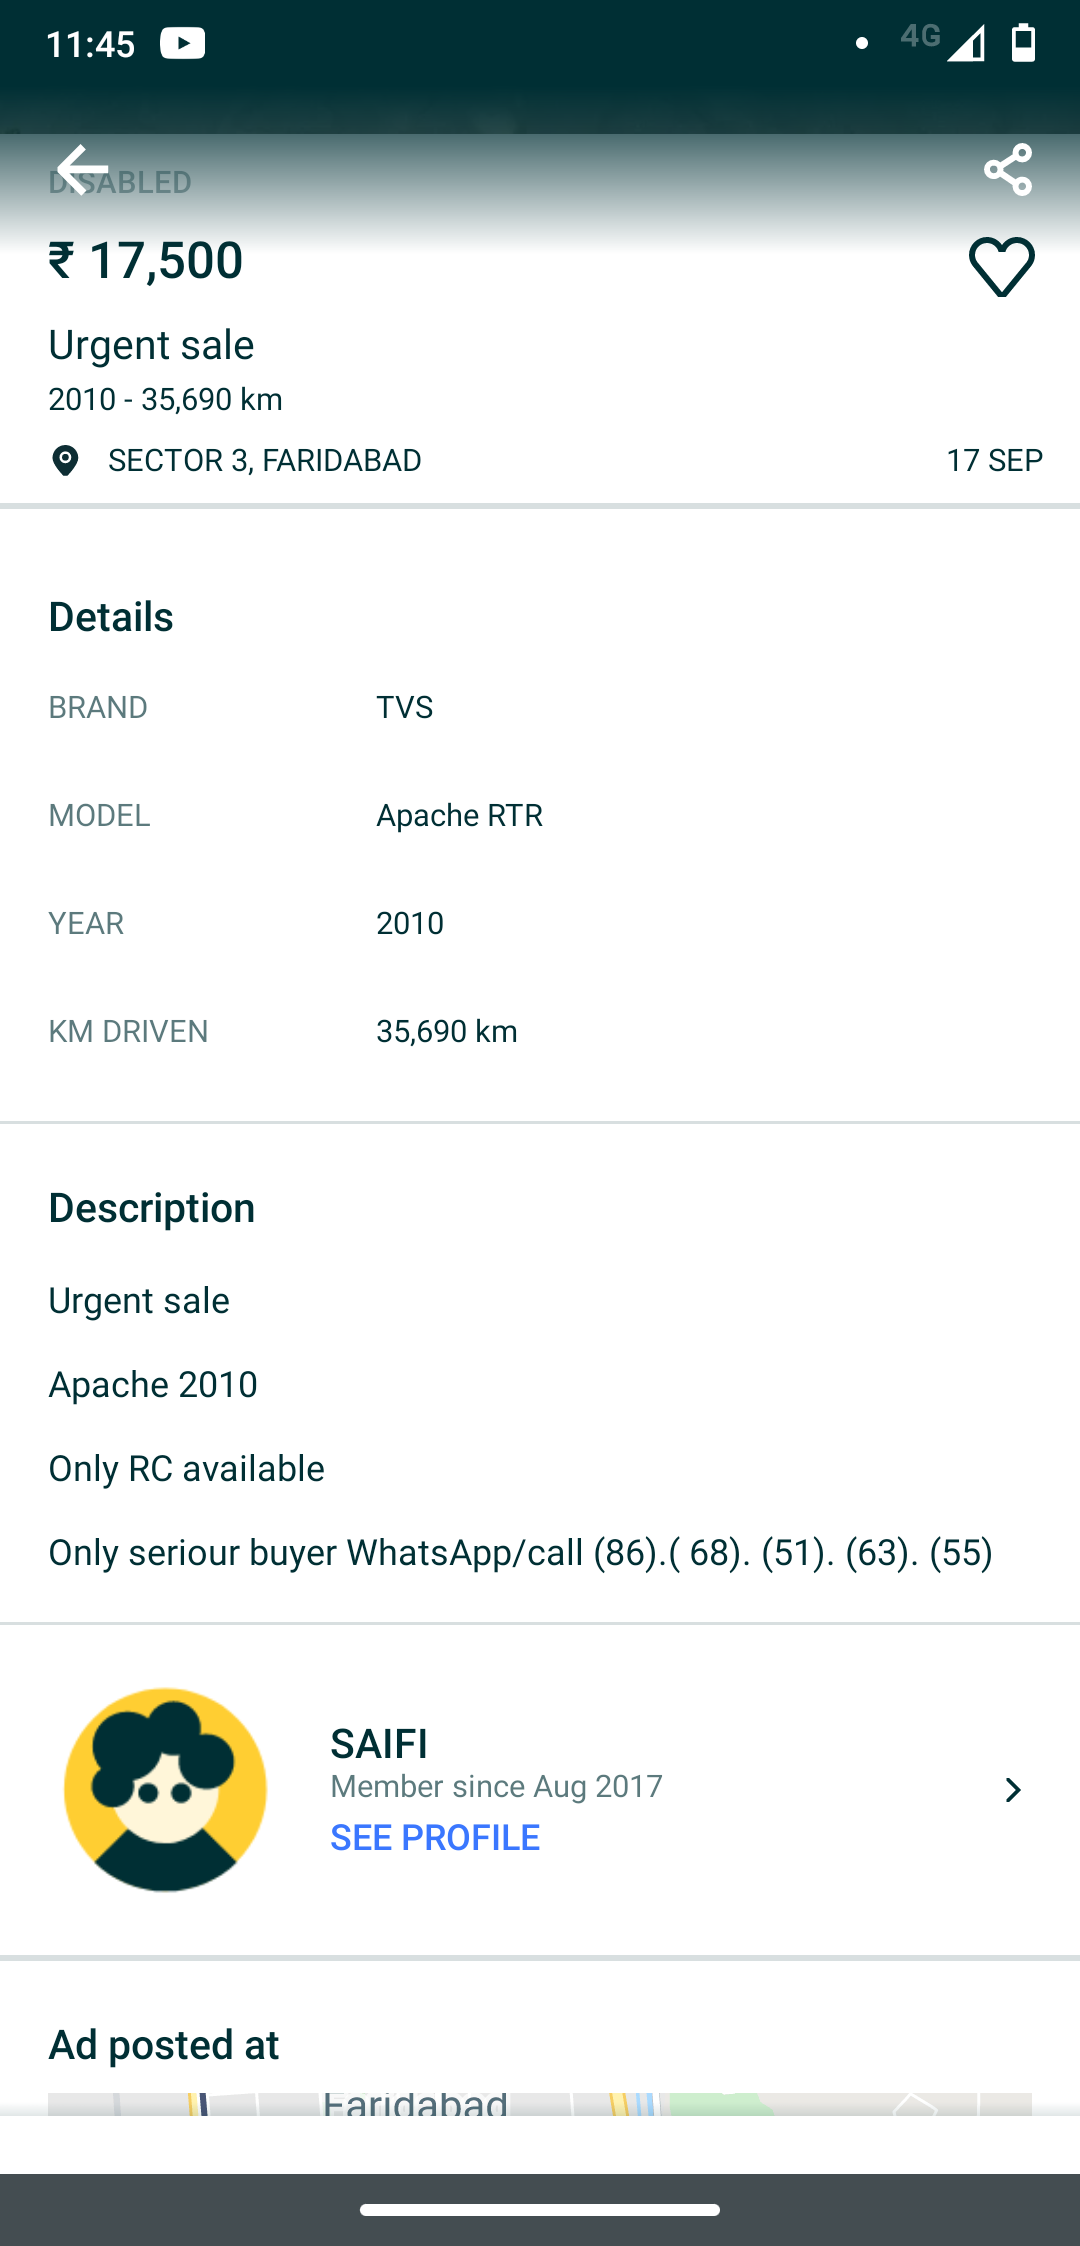 11:45
4G
DISABLED
₹ 17,500
Urgent sale
2010 - 35,690 km
SECTOR 3, FARIDABAD 17 SEP
Details
BRAND TVS
MODEL Apache RTR
YEAR 2010
KM DRIVEN 35,690 km
Description
Urgent sale
Apache 2010
Only RC available
Only seriour buyer WhatsApp/call (86).( 68). (51). (63). (55)
SAIFI
Member since Aug 2017
SEE PROFILE
Ad posted at
Faridabad